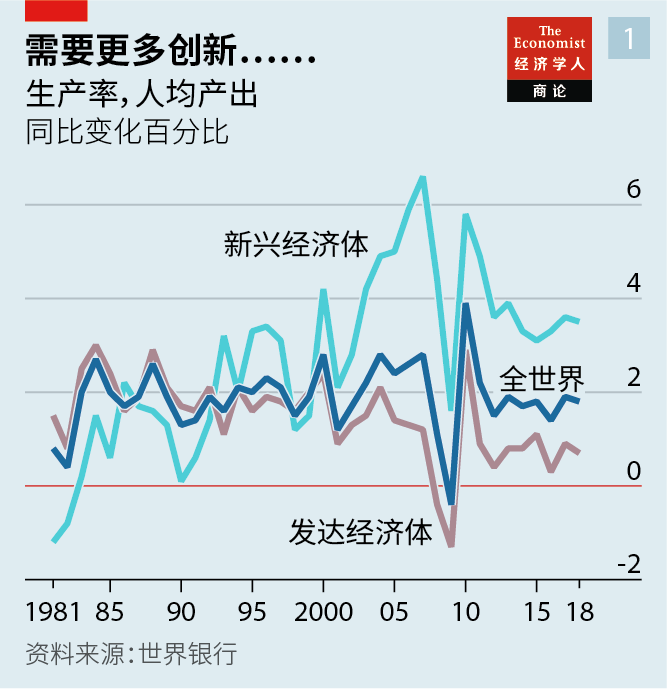 需要更多创新……
生产率，人均产出
同比变化百分比
The
Economist
经济学人
商论
1
6
新兴经济体
4
全世界
2
0
发达经济体
-2
1981 85 90 95 2000 05 10 15 18
资料来源：世界银行